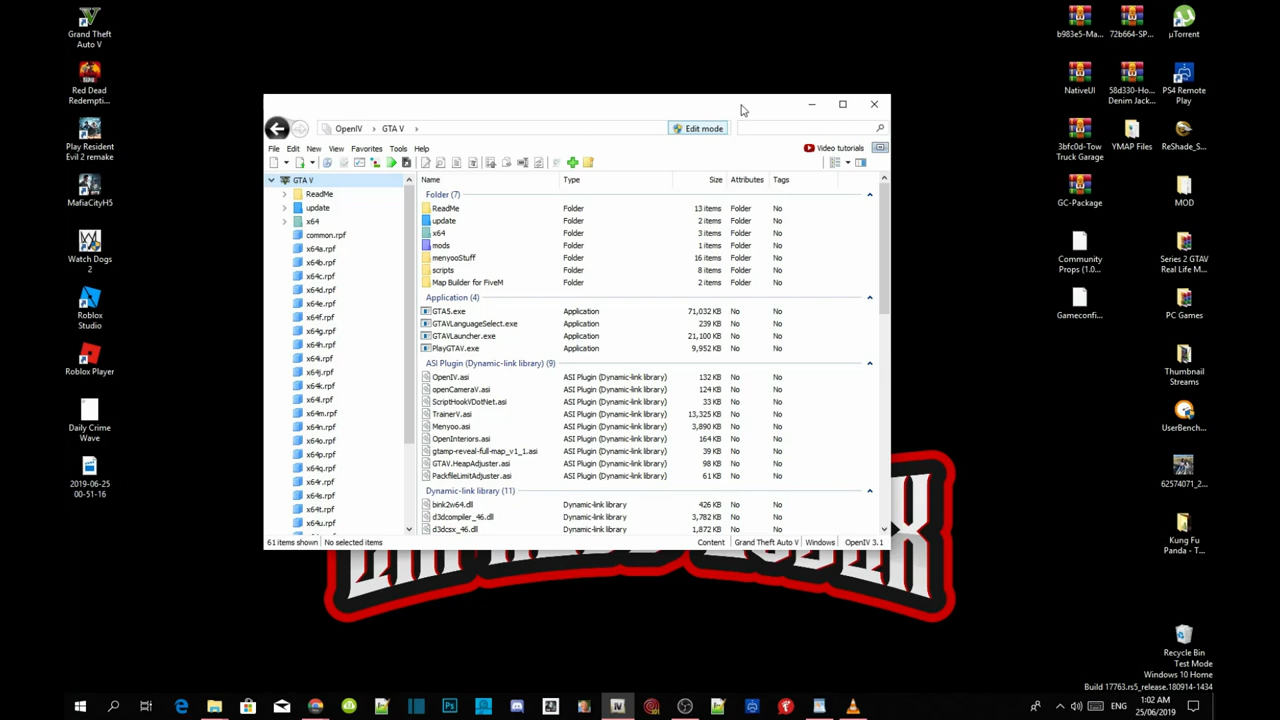 Grand Theft
Auto V
Red Dead
Redemptio...
Play Resident
Evil 2 remake
MafiaCityH5
Watch Dogs
2
Roblox
Studio
Roblox Player
Daily Crime
Wave
2019-06-25
00-51-16
OpenIV
GTA V
Edit mode
File Edit New View Favorites Tools Help
Video tutorials
GTA V
ReadMe
update
x64
common.rpf
x64a.rpf
x64b.rpf
x64c.rpf
x64d.rpf
x64e.rpf
x64f.rpf
x64g.rpf
x64h.rpf
x64i.rpf
x64j.rpf
x64k.rpf
x64l.rpf
x64m.rpf
x64n.rpf
x64o.rpf
x64p.rpf
x64q.rpf
x64r.rpf
x64s.rpf
x64t.rpf
x64u.rpf
Name Type Size Attributes Tags
Folder (7)
ReadMe Folder 13 items Folder No
update Folder 2 items Folder No
x64 Folder 3 items Folder No
mods Folder 1 items Folder No
menyooStuff Folder 16 items Folder No
scripts Folder 8 items Folder No
Map Builder for FiveM Folder 2 items Folder No
Application (4)
GTA5.exe Application 71,032 KB No No
GTAVLanguageSelect.exe Application 239 KB No No
GTAVLauncher.exe Application 21,100 KB No No
PlayGTAV.exe Application 9,952 KB No No
ASI Plugin (Dynamic-link library) (9)
OpenIV.asi ASI Plugin (Dynamic-link library) 132 KB No No
openCameraV.asi ASI Plugin (Dynamic-link library) 124 KB No No
ScriptHookVDotNet.asi ASI Plugin (Dynamic-link library) 33 KB No No
TrainerV.asi ASI Plugin (Dynamic-link library) 13,325 KB No No
Menyoo.asi ASI Plugin (Dynamic-link library) 3,890 KB No No
OpenInteriors.asi ASI Plugin (Dynamic-link library) 164 KB No No
gtamp-reveal-full-map_v1_1.asi ASI Plugin (Dynamic-link library) 39 KB No No
GTAV.HeapAdjuster.asi ASI Plugin (Dynamic-link library) 98 KB No No
PackfileLimitAdjuster.asi ASI Plugin (Dynamic-link library) 61 KB No No
Dynamic-link library (11)
bink2w64.dll Dynamic-link library 426 KB No No
d3dcompiler_46.dll Dynamic-link library 3,782 KB No No
d3dcsx_46.dll Dynamic-link library 1,872 KB No No
61 items shown No selected items Content Grand Theft Auto V Windows OpenIV 3.1
b983e5-Ma...
72b664-SP...
µTorrent
NativeUI
58d330-Ho...
Denim Jack...
PS4 Remote
Play
3bfc0d-Tow
Truck Garage
YMAP Files
ReShade_S...
GC-Package
MOD
Community
Props (1.0...
Series 2 GTAV
Real Life M...
Gameconfi...
PC Games
Thumbnail
Streams
UserBench...
62574071_2...
Kung Fu
Panda - T...
Recycle Bin
Test Mode
Windows 10 Home
Build 17763.rs5_release.180914-1434
ENG
1:02 AM
25/06/2019